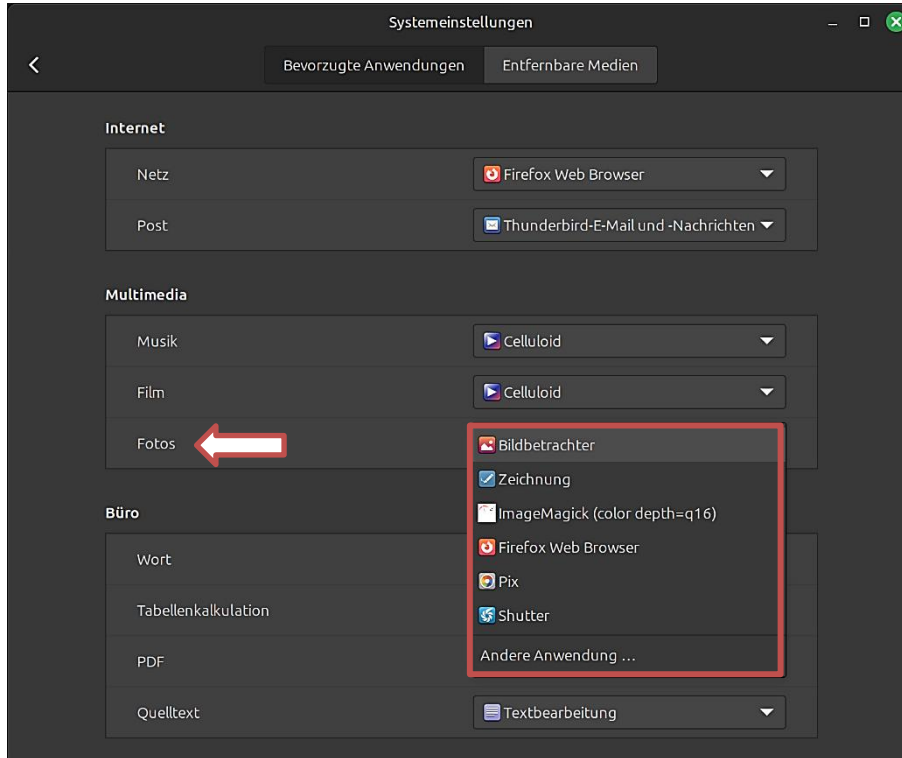 Systemeinstellungen
Bevorzugte Anwendungen Entfernbare Medien
Internet
Netz Firefox Web Browser
Post Thunderbird-E-Mail und -Nachrichten
Multimedia
Musik Celluloid
Film Celluloid
Fotos Bildbetrachter
Zeichnung
Büro ImageMagick (color depth=q16)
Firefox Web Browser
Wort
Pix
Tabellenkalkulation Shutter
PDF Andere Anwendung ...
Quelltext Textbearbeitung